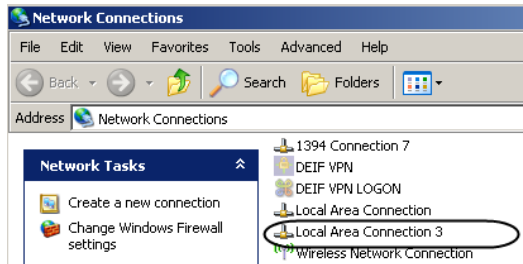 Network Connections
File Edit View Favorites Tools Advanced Help
Back Search Folders
Address Network Connections
Network Tasks
Create a new connection
Change Windows Firewall
settings
1394 Connection 7
DEIF VPN
DEIF VPN LOGON
Local Area Connection
Local Area Connection 3
Wireless Network Connection